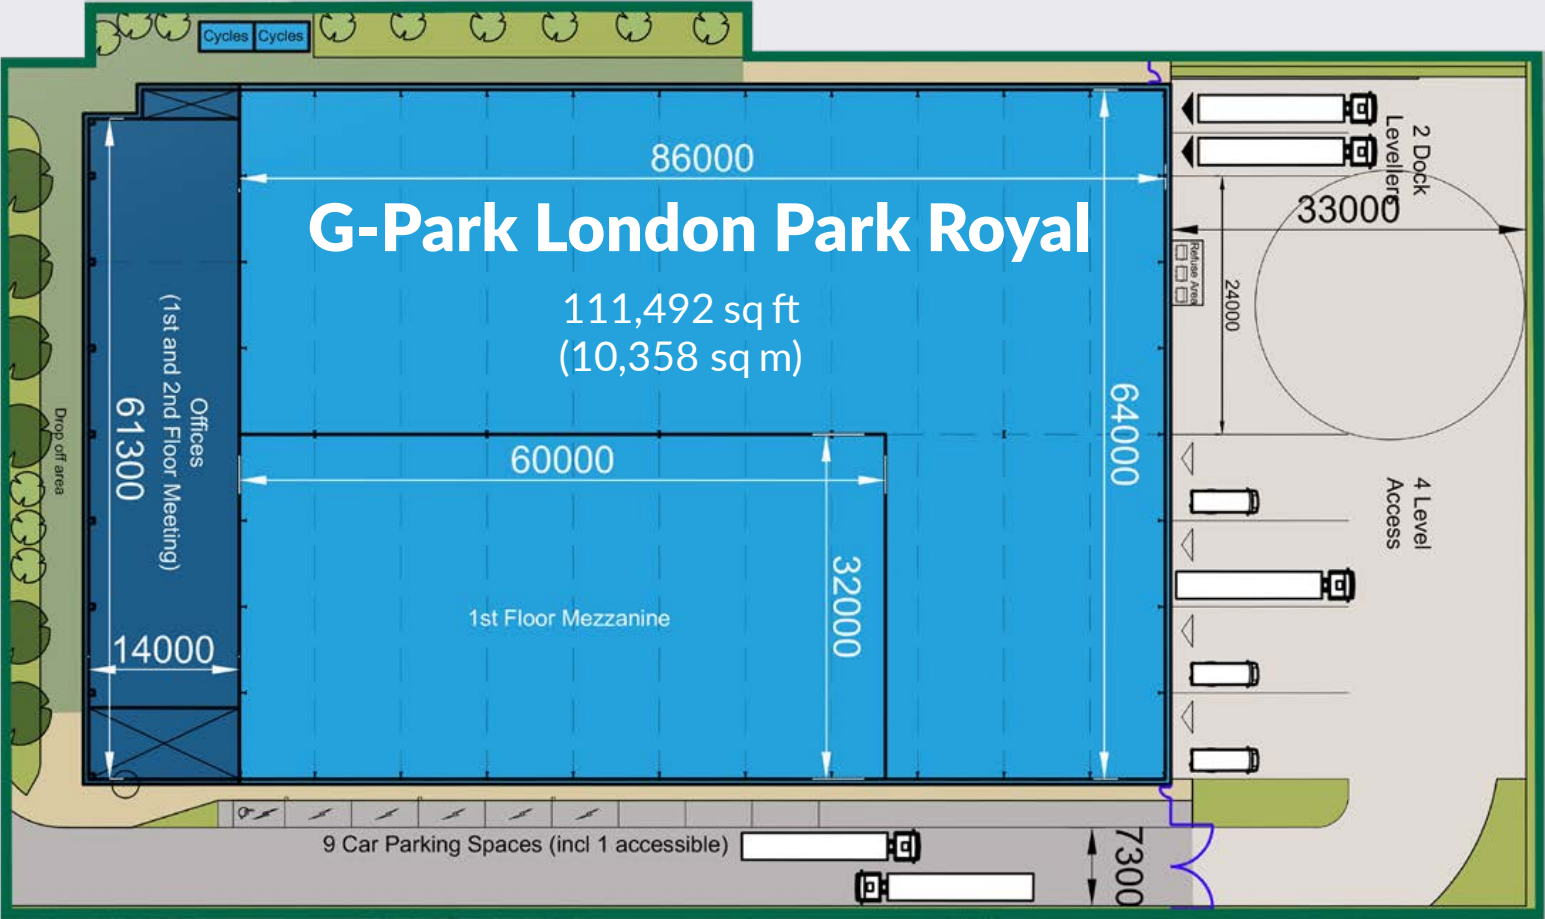 Cycles Cycles
86000
G-Park London Park Royal
111,492 sq ft
(10,358 sq m)
2 Dock
Levellers
33000
Refuse Area
24000
64000
Offices
(1st and 2nd Floor Meeting)
61300
Drop off area
60000
32000
1st Floor Mezzanine
14000
4 Level
Access
9 Car Parking Spaces (incl 1 accessible)
7300